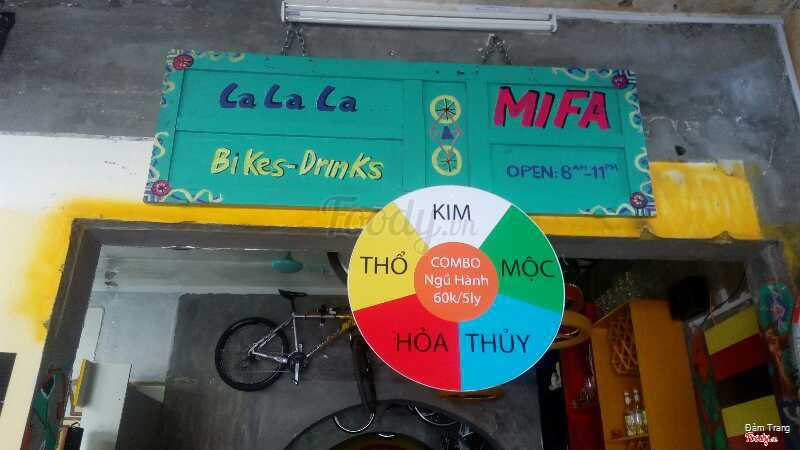 La La La
Bikes-Drinks
MIFA
OPEN: 8AM-11PM
Foody.vn
KIM
THỔ
MỘC
COMBO
Ngũ Hành
60k/5ly
HỎA
THỦY
Đảm Trang
Foody.vn